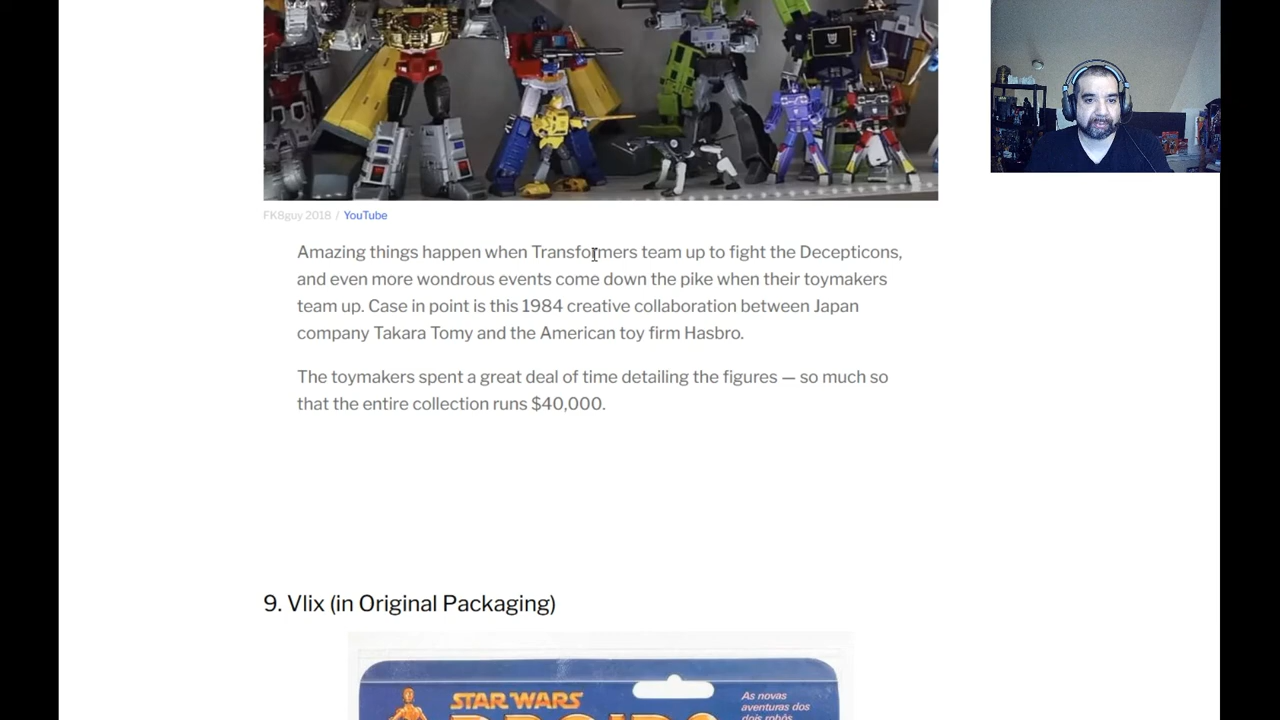 FK8guy 2018 / YouTube
Amazing things happen when Transformers team up to fight the Decepticons,
and even more wondrous events come down the pike when their toymakers
team up. Case in point is this 1984 creative collaboration between Japan
company Takara Tomy and the American toy firm Hasbro.
The toymakers spent a great deal of time detailing the figures — so much so
that the entire collection runs $40,000.
9. Vlix (in Original Packaging)
STAR WARS
DROIDS
As novas
aventuras dos
dois robôs